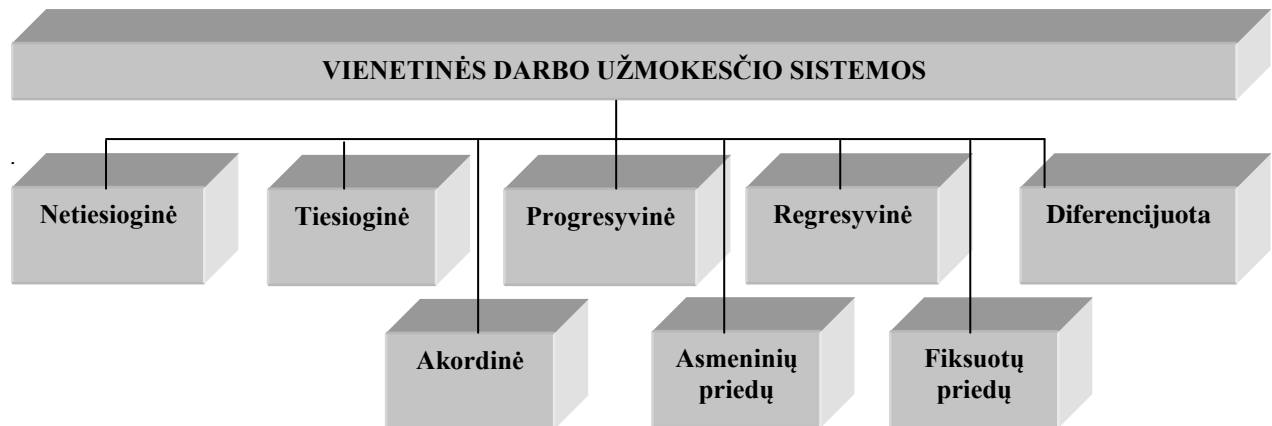 VIENETINĖS DARBO UŽMOKESČIO SISTEMOS
Netiesioginė
Tiesioginė
Progresyvinė
Regresyvinė
Diferencijuota
Akordinė
Asmeninių
priedų
Fiksuotų
priedų